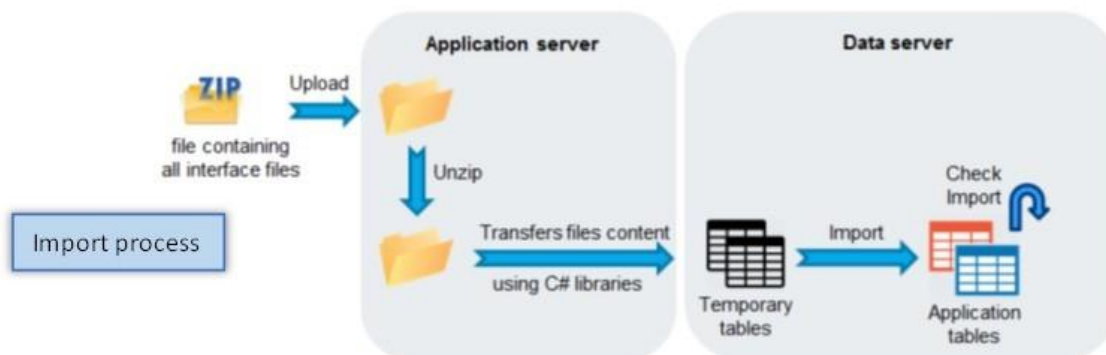 Application server
Data server
ZIP
Upload
file containing
all interface files
Unzip
Import process
Transfers files content
using C# libraries
Temporary
tables
Import
Check
Import
Application
tables